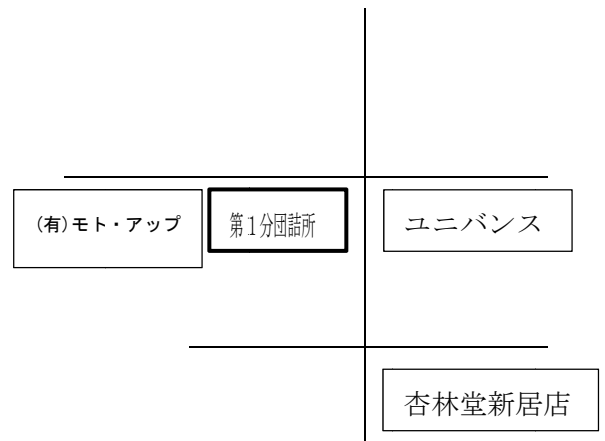 (有)モト・アップ
第1分団詰所
ユニバンス
杏林堂新居店